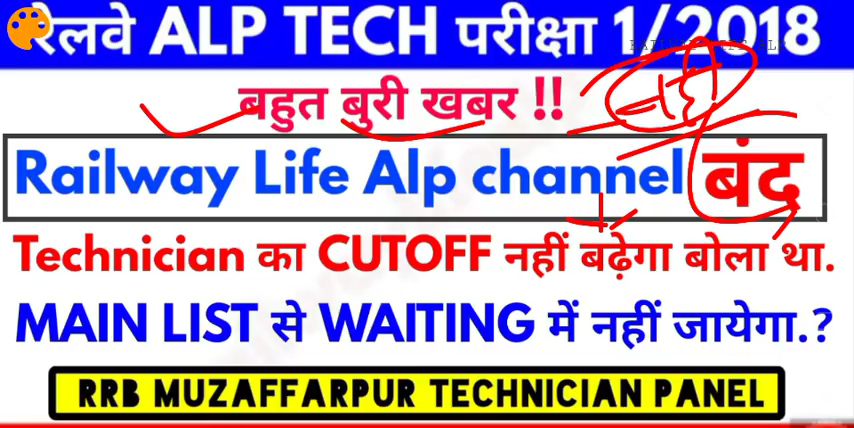 रेलवे ALP TECH परीक्षा 1/2018
बहुत बुरी खबर !!
Railway Life Alp channel बंद
Technician का CUTOFF नहीं बढ़ेगा बोला था.
MAIN LIST से WAITING में नहीं जायेगा.?
RRB MUZAFFARPUR TECHNICIAN PANEL